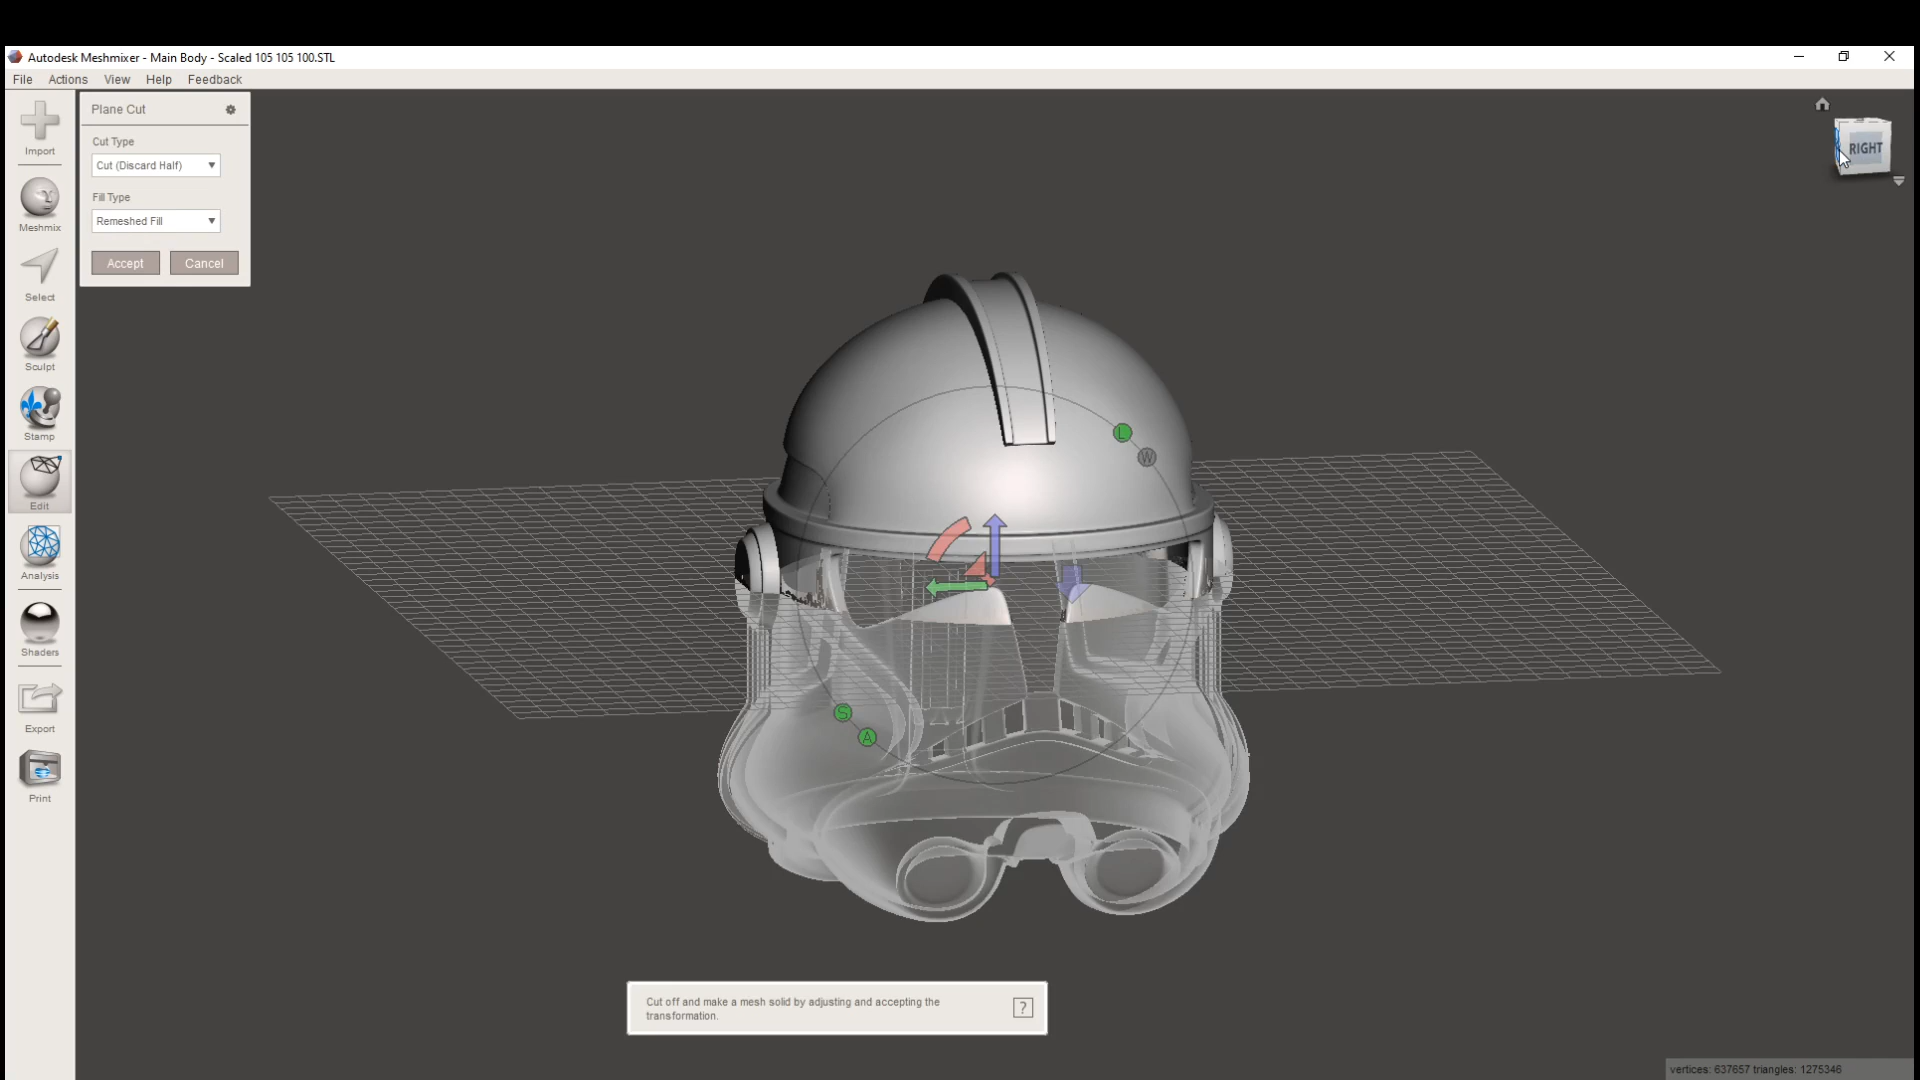 Autodesk Meshmixer - Main Body - Scaled 105 105 100.STL
File Actions View Help Feedback
Plane Cut
Cut Type
Cut (Discard Half)
Fill Type
Remeshed Fill
Accept Cancel
Import
Meshmix
Select
Sculpt
Stamp
Edit
Analysis
Shaders
Export
Print
RIGHT
L
W
S
A
Cut off and make a mesh solid by adjusting and accepting the
transformation.
?
vertices: 637657 triangles: 1275346